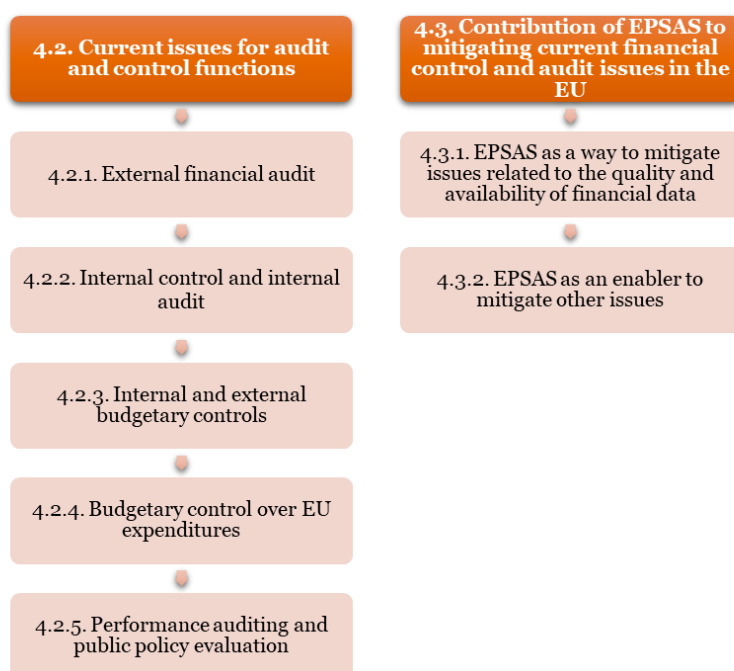 4.2. Current issues for audit
and control functions
4.2.1. External financial audit
4.2.2. Internal control and internal
audit
4.2.3. Internal and external
budgetary controls
4.2.4. Budgetary control over EU
expenditures
4.2.5. Performance auditing and
public policy evaluation
4.3. Contribution of EPSAS to
mitigating current financial
control and audit issues in the
EU
4.3.1. EPSAS as a way to mitigate
issues related to the quality and
availability of financial data
4.3.2. EPSAS as an enabler to
mitigate other issues